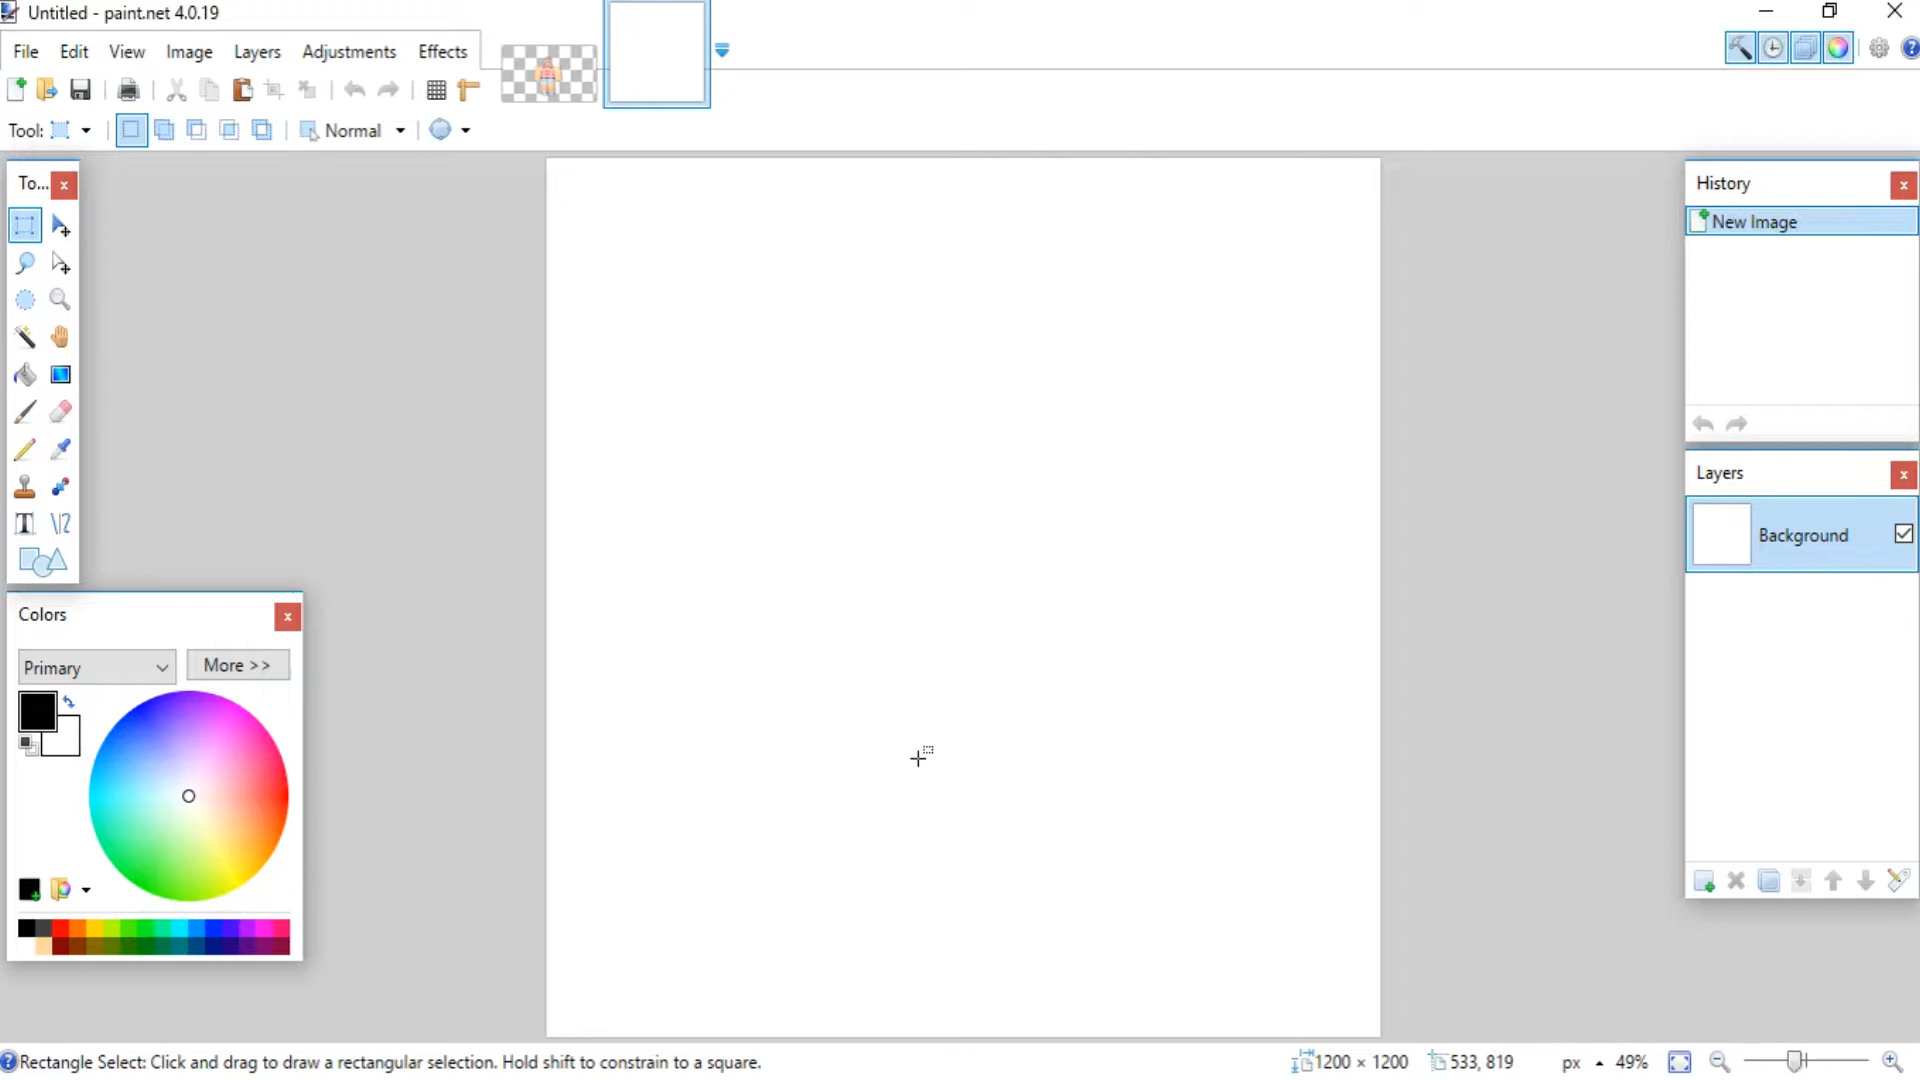 Untitled - paint.net 4.0.19
File Edit View Image Layers Adjustments Effects
Tool: Normal
To...
History
New Image
Layers
Background
Colors
Primary More >>
Rectangle Select: Click and drag to draw a rectangular selection. Hold shift to constrain to a square.
1200 × 1200 533, 819 px 49%